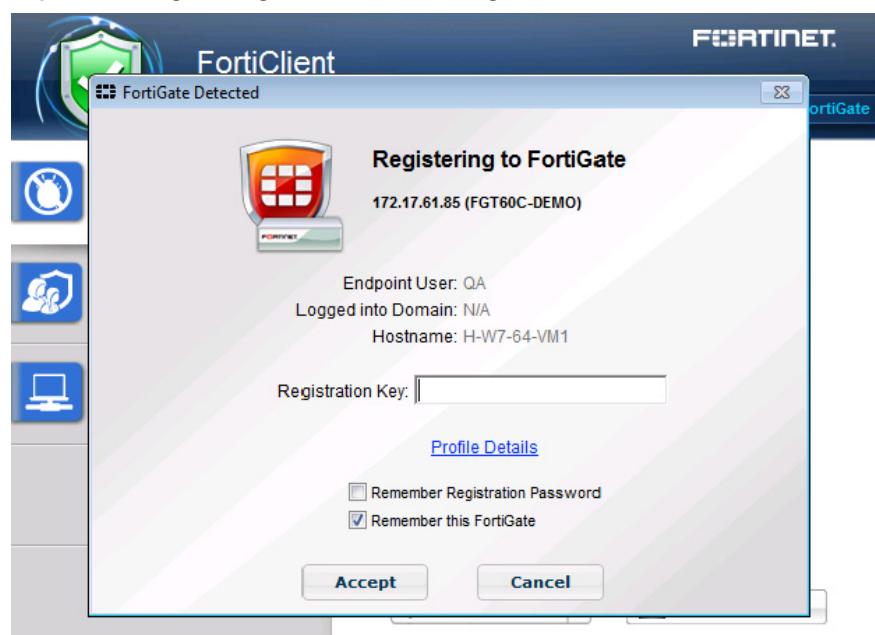 FORTINET.
FortiClient
FortiGate Detected
ortiGate
Registering to FortiGate
172.17.61.85 (FGT60C-DEMO)
FORTINET
Endpoint User: QA
Logged into Domain: N/A
Hostname: H-W7-64-VM1
Registration Key:
Profile Details
Remember Registration Password
Remember this FortiGate
Accept
Cancel